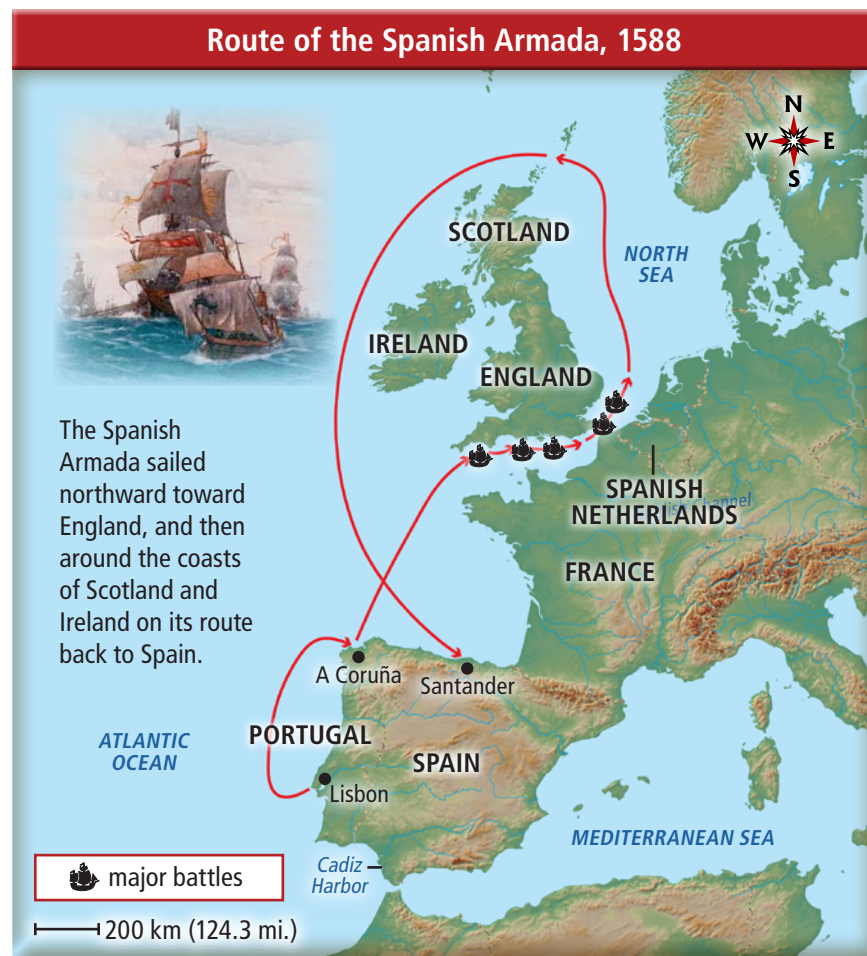 Route of the Spanish Armada, 1588
N
W E
S
SCOTLAND
NORTH
SEA
IRELAND
ENGLAND
The Spanish
Armada sailed
northward toward
England, and then
around the coasts
of Scotland and
Ireland on its route
back to Spain.
SPANISH
NETHERLANDS
Channel
FRANCE
A Coruña
Santander
ATLANTIC
OCEAN
PORTUGAL
SPAIN
Lisbon
MEDITERRANEAN SEA
Cadiz
Harbor
major battles
200 km (124.3 mi.)